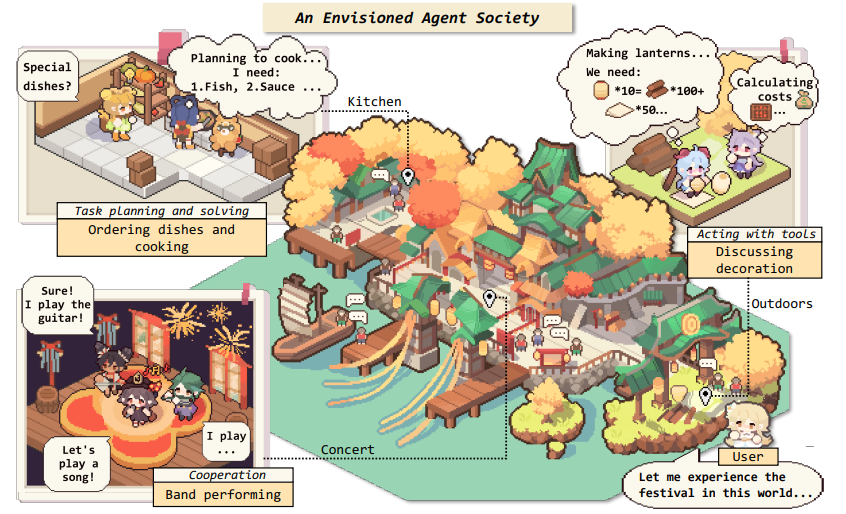 An Envisioned Agent Society
Special
dishes?
Planning to cook...
I need:
1.Fish, 2.Sauce ...
Kitchen
Making lanterns...
We need:
*10= *100+
*50…
Calculating
costs
...
Task planning and solving
Ordering dishes and
cooking
Acting with tools
Discussing
decoration
Outdoors
Sure!
I play the
guitar!
Let's
play a
song!
I play
...
Concert
Cooperation
Band performing
User
Let me experience the
festival in this world...